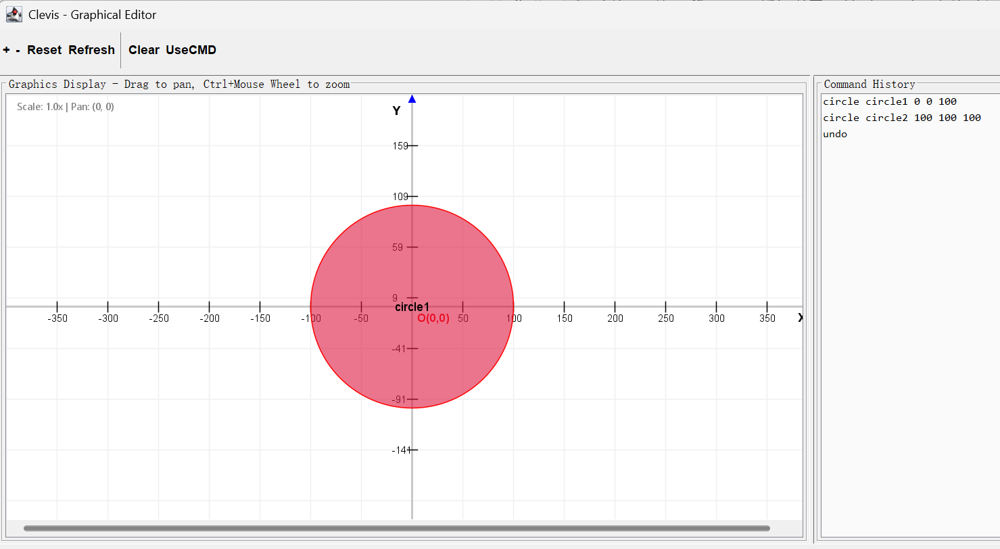 Clevis - Graphical Editor
+ - Reset Refresh Clear UseCMD
Graphics Display - Drag to pan, Ctrl+Mouse Wheel to zoom
Scale: 1.0x | Pan: (0, 0)
Y
159
109
59
9
circle1
-350 -300 -250 -200 -150 -100 -50 O(0,0) 50 100 150 200 250 300 350 X
-41
-91
-141
Command History
circle circle1 0 0 100
circle circle2 100 100 100
undo